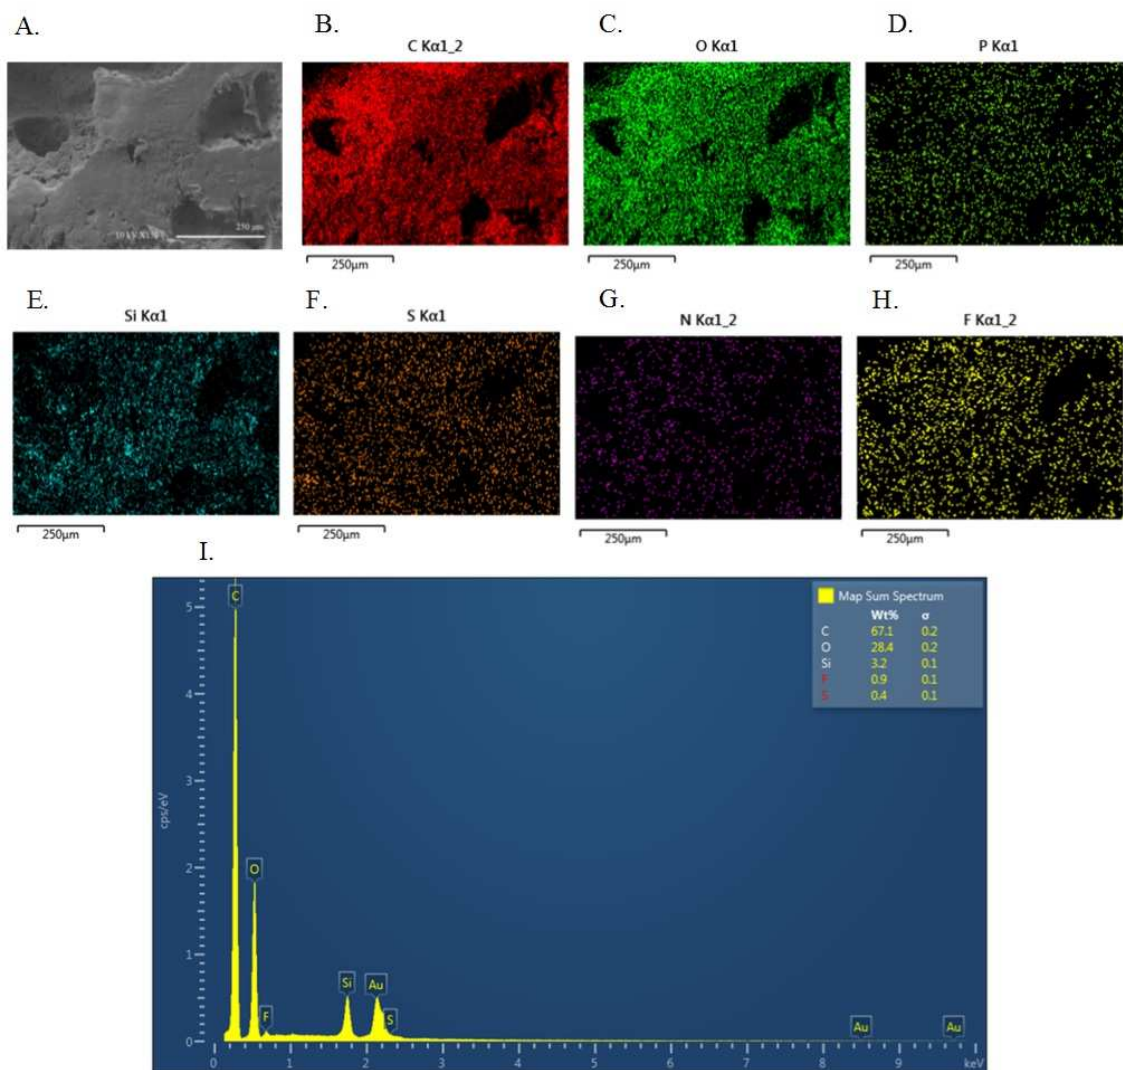 A.
B.
C.
D.
C Kα1_2
O Kα1
P Kα1
250 µm
250µm
250µm
250µm
E.
F.
G.
H.
Si Kα1
S Kα1
N Kα1_2
F Kα1_2
250µm
250µm
250µm
250µm
I.
Map Sum Spectrum
Wt% σ
C 67.1 0.2
O 28.4 0.2
Si 3.2 0.1
F 0.9 0.1
S 0.4 0.1
cps/eV
5
4
3
2
1
0
C
O
F
Si
Au
S
Au
Au
0 1 2 3 4 5 6 7 8 9 keV